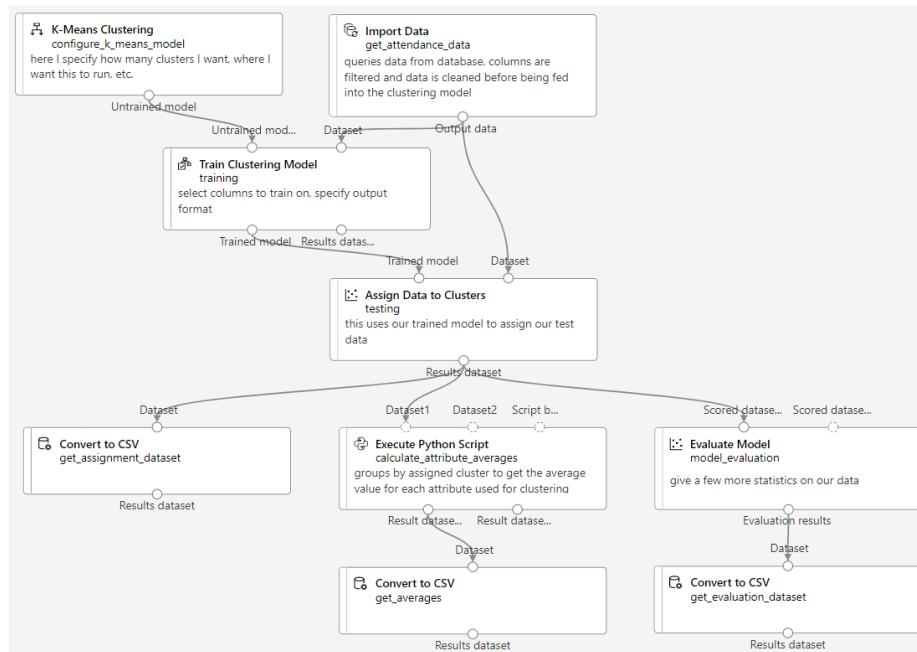 K-Means Clustering
configure_k_means_model
here I specify how many clusters I want, where I
want this to run, etc.
Untrained model
Import Data
get_attendance_data
queries data from database. columns are
filtered and data is cleaned before being fed
into the clustering model
Output data
Untrained mod...
Dataset
Train Clustering Model
training
select columns to train on, specify output
format
Trained model
Results datas...
Trained model
Dataset
Assign Data to Clusters
testing
this uses our trained model to assign our test
data
Results dataset
Dataset
Convert to CSV
get_assignment_dataset
Results dataset
Dataset1
Dataset2
Script b...
Execute Python Script
calculate_attribute_averages
groups by assigned cluster to get the average
value for each attribute used for clustering
Result datase...
Result datase...
Scored datase...
Scored datase...
Evaluate Model
model_evaluation
give a few more statistics on our data
Evaluation results
Dataset
Convert to CSV
get_averages
Results dataset
Dataset
Convert to CSV
get_evaluation_dataset
Results dataset